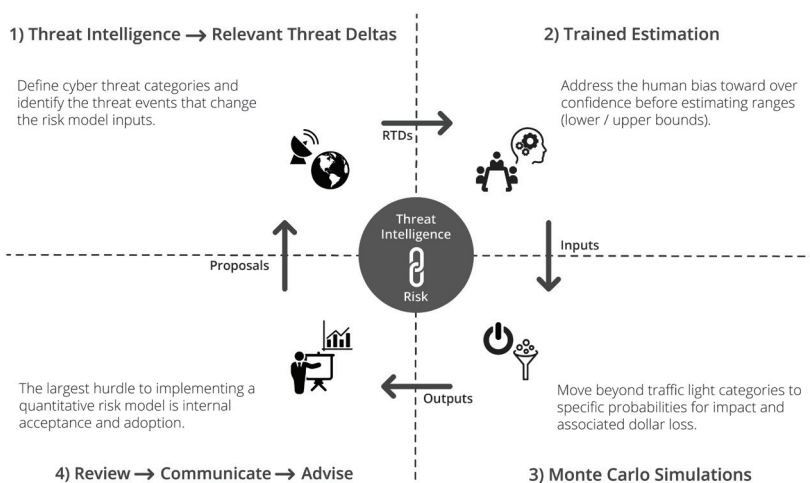 1) Threat Intelligence → Relevant Threat Deltas
Define cyber threat categories and
identify the threat events that change
the risk model inputs.
RTDs
2) Trained Estimation
Address the human bias toward over
confidence before estimating ranges
(lower / upper bounds).
Threat
Intelligence
Risk
Inputs
Proposals
Move beyond traffic light categories to
specific probabilities for impact and
associated dollar loss.
3) Monte Carlo Simulations
Outputs
The largest hurdle to implementing a
quantitative risk model is internal
acceptance and adoption.
4) Review → Communicate → Advise